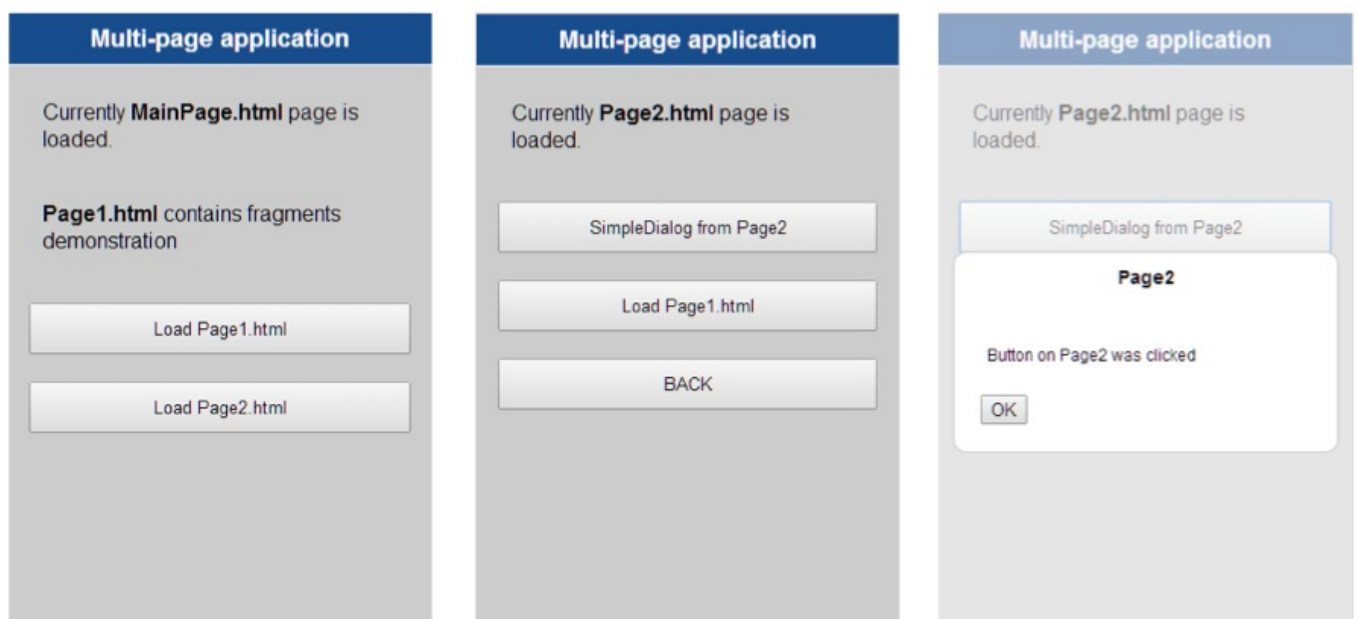 Multi-page application
Currently MainPage.html page is
loaded.
Page1.html contains fragments
demonstration
Load Page1.html
Load Page2.html
Multi-page application
Currently Page2.html page is
loaded.
SimpleDialog from Page2
Load Page1.html
BACK
Multi-page application
Currently Page2.html page is
loaded.
SimpleDialog from Page2
Page2
Button on Page2 was clicked
OK